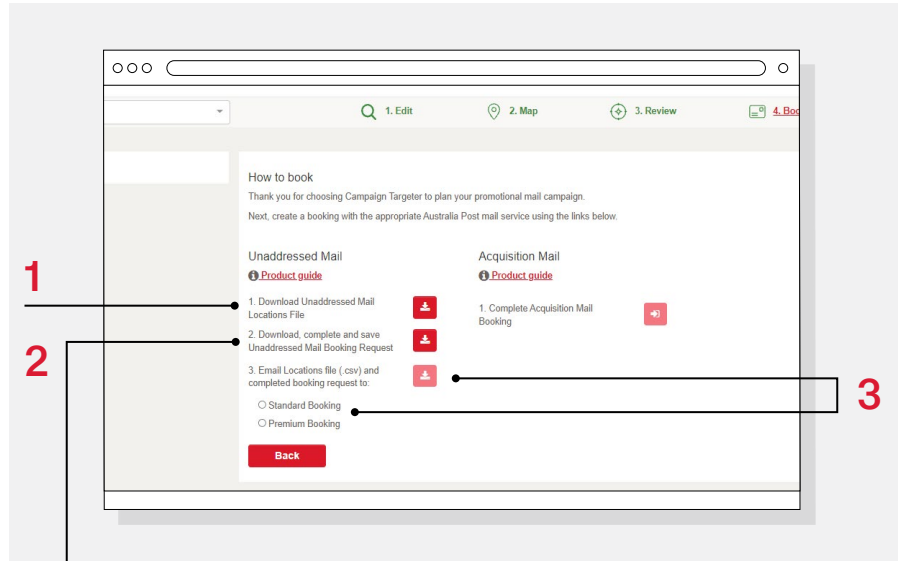 1. Edit
2. Map
3. Review
4. Boo
How to book
Thank you for choosing Campaign Targeter to plan your promotional mail campaign.
Next, create a booking with the appropriate Australia Post mail service using the links below.
Unaddressed Mail
Product guide
1. Download Unaddressed Mail
Locations File
2. Download, complete and save
Unaddressed Mail Booking Request
3. Email Locations file (.csv) and
completed booking request to:
Standard Booking
Premium Booking
Back
Acquisition Mail
Product guide
1. Complete Acquisition Mail
Booking
1
2
3